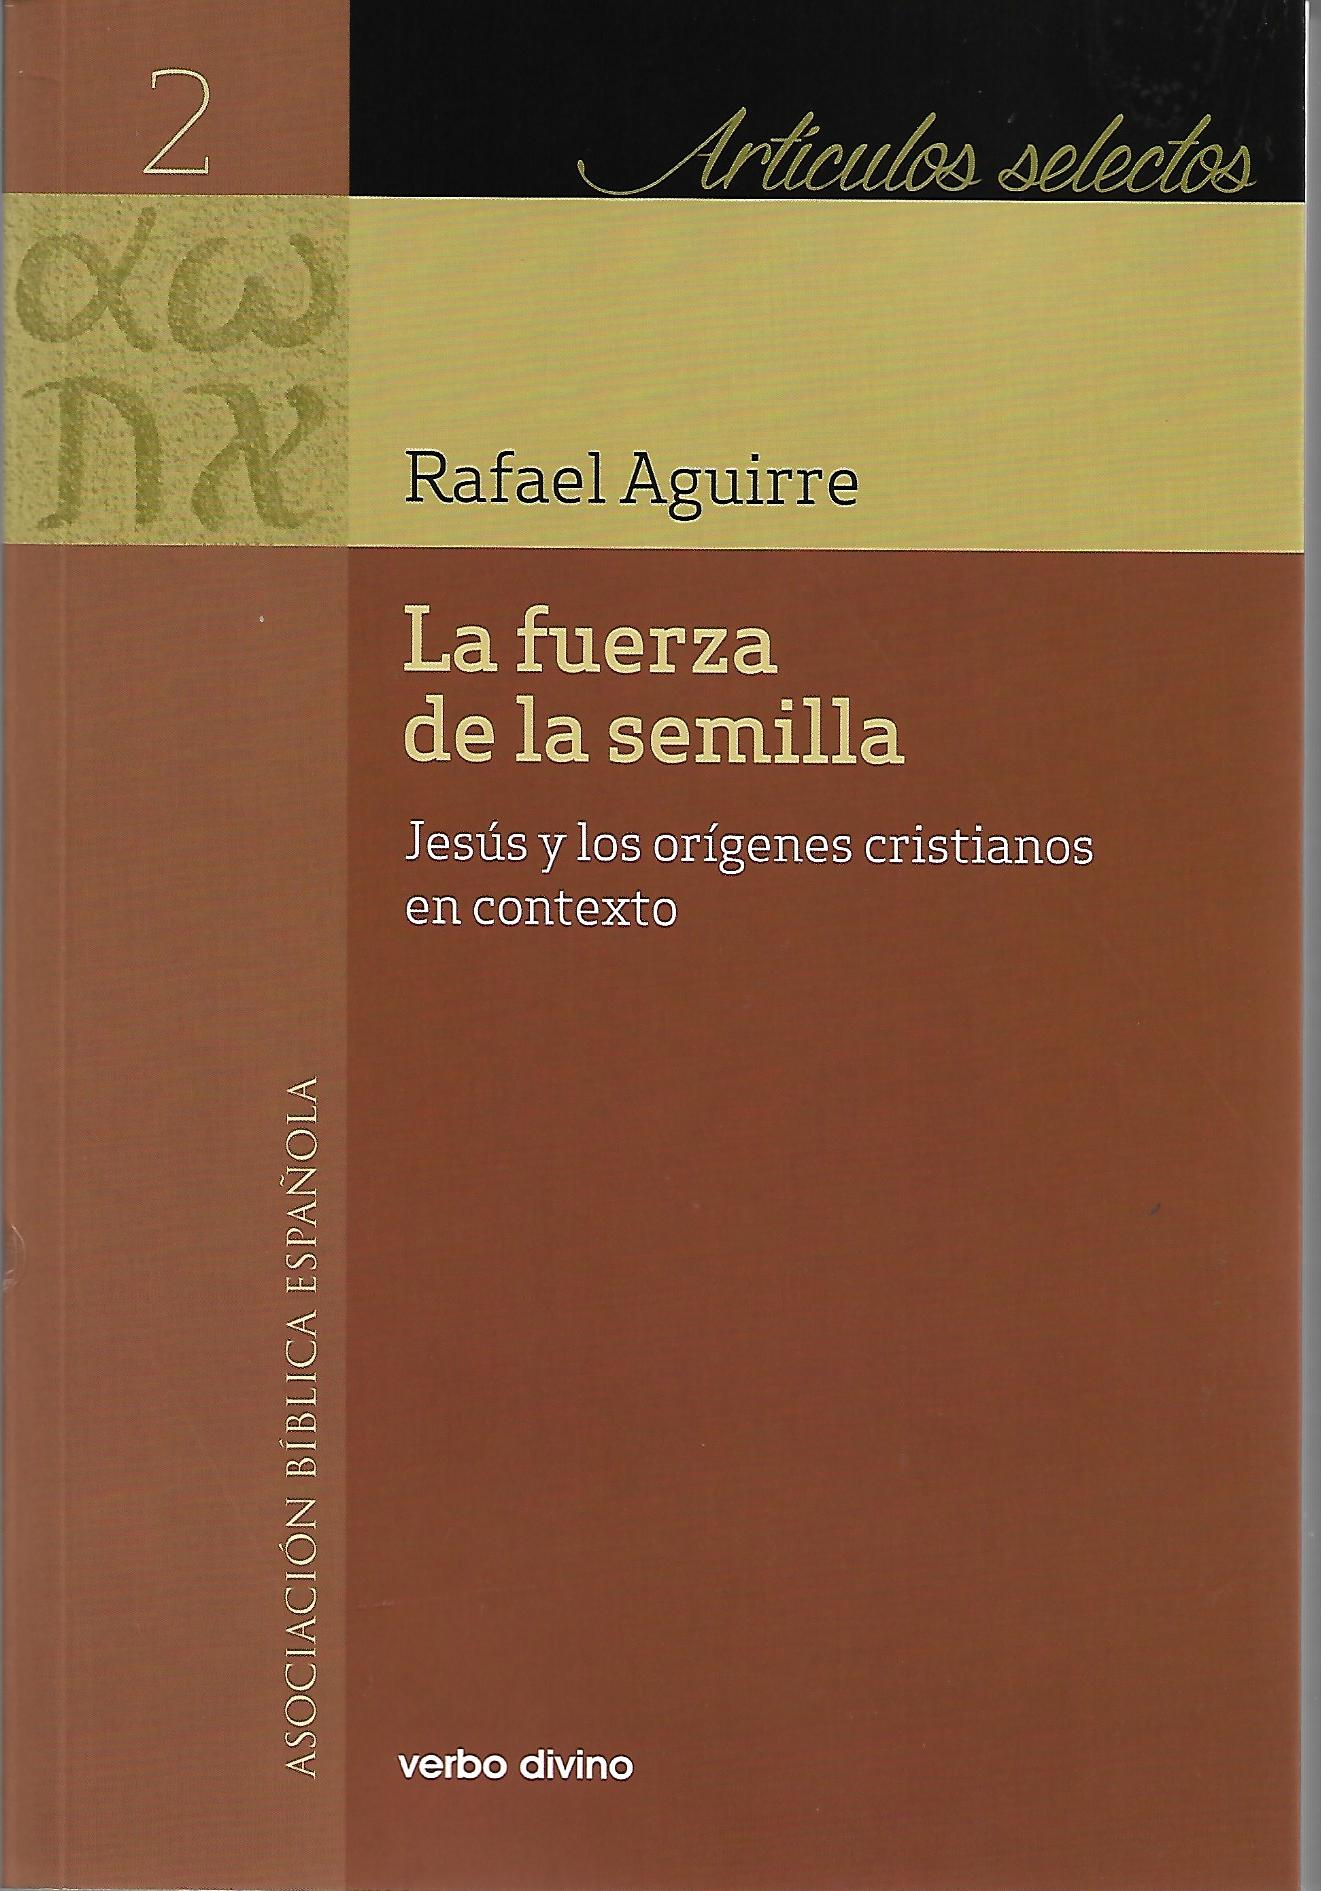 2
Artículos selectos
α ω
א ת
Rafael Aguirre
La fuerza
de la semilla
Jesús y los orígenes cristianos
en contexto
ASOCIACIÓN BÍBLICA ESPAÑOLA
verbo divino